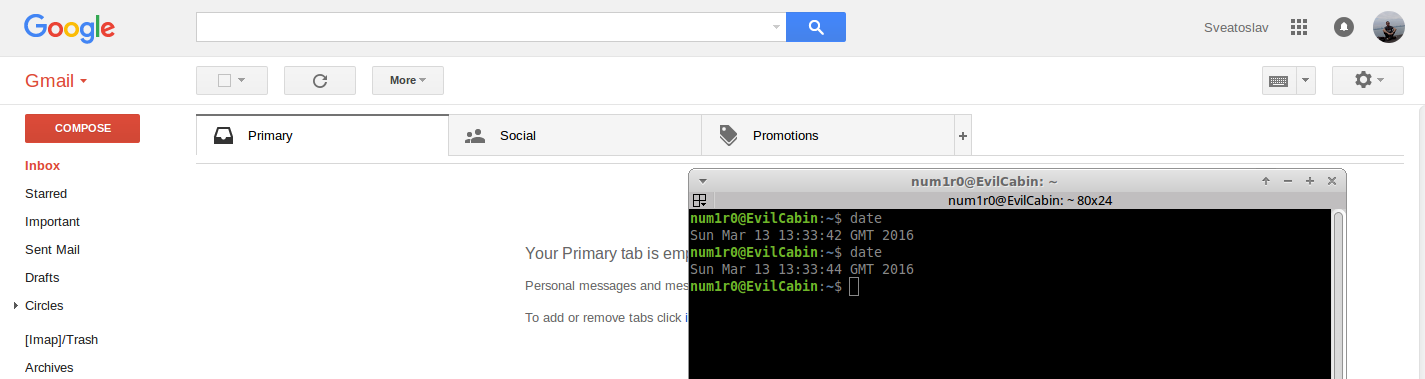 Google
Sveatoslav
Gmail
More
COMPOSE
Primary
Social
Promotions
+
Inbox
Starred
Important
Sent Mail
Drafts
Circles
[Imap]/Trash
Archives
Your Primary tab is
Personal messages and
To add or remove tabs click
num1r0@EvilCabin: ~
num1r0@EvilCabin: ~ 80x24
num1r0@EvilCabin:~$ date
Sun Mar 13 13:33:42 GMT 2016
num1r0@EvilCabin:~$ date
Sun Mar 13 13:33:44 GMT 2016
num1r0@EvilCabin:~$